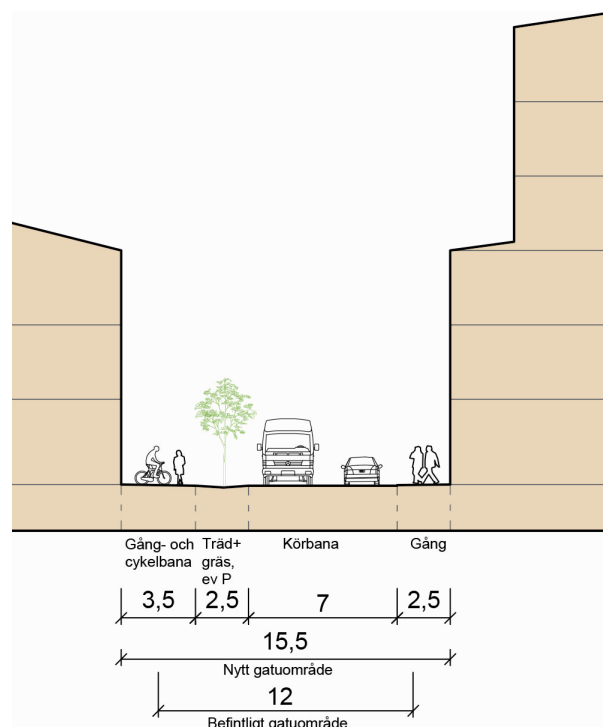 Gång- och
cykelbana
Träd+
gräs,
ev P
Körbana
Gång
3,5
2,5
7
2,5
15,5
Nytt gatuområde
12
Befintligt gatuområde